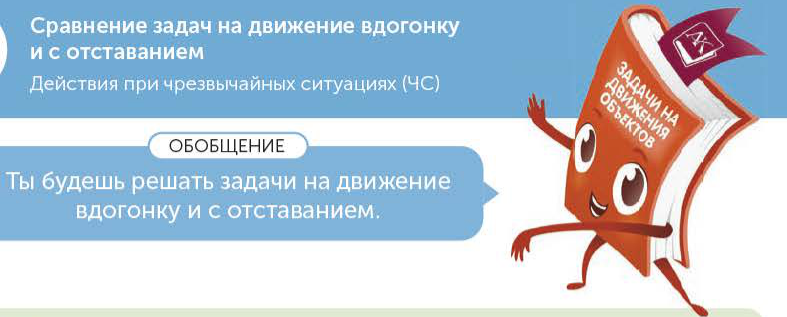 Сравнение задач на движение вдогонку
и с отставанием
Действия при чрезвычайных ситуациях (ЧС)
ОБОБЩЕНИЕ
Ты будешь решать задачи на движение
вдогонку и с отставанием.
ЗАДАЧИ НА
ДВИЖЕНИЯ
ОБЪЕКТОВ
АК